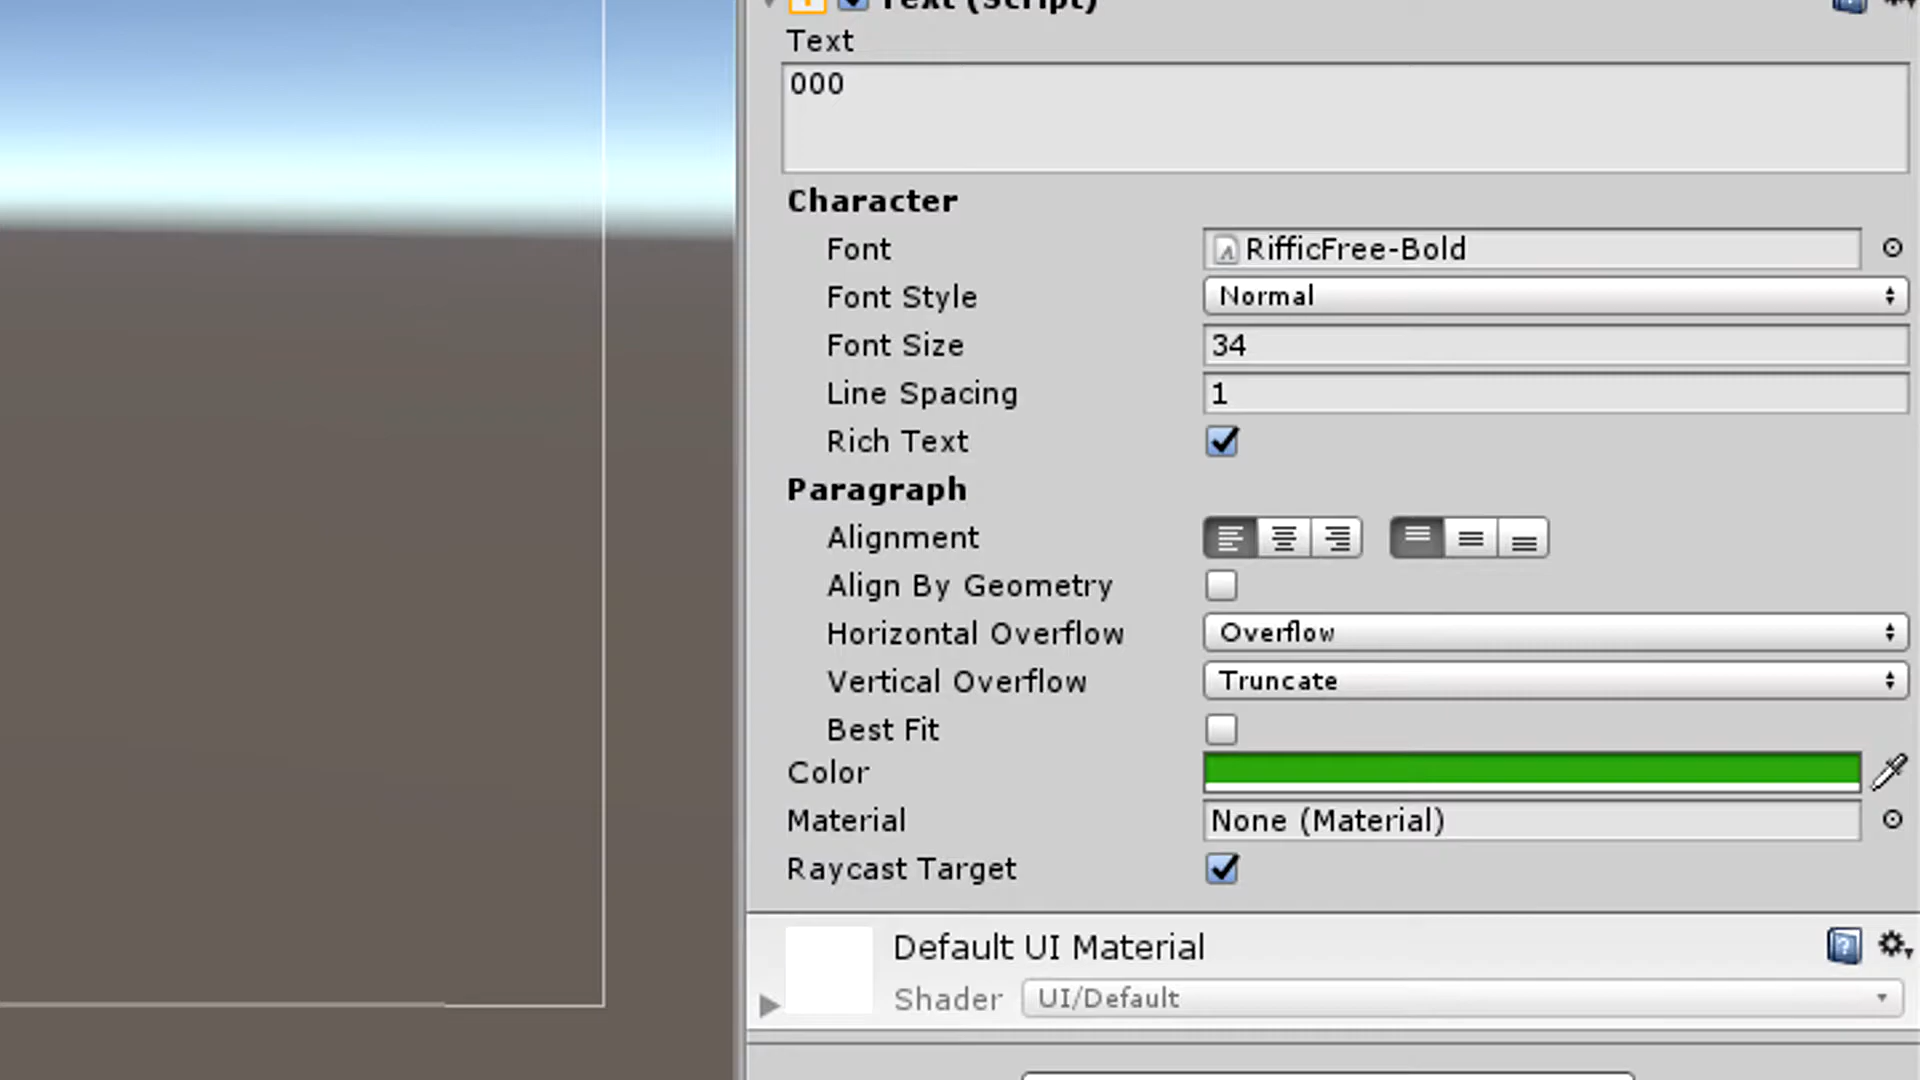 Text (Script)
Text
000
Character
Font RifficFree-Bold
Font Style Normal
Font Size 34
Line Spacing 1
Rich Text
Paragraph
Alignment
Align By Geometry
Horizontal Overflow Overflow
Vertical Overflow Truncate
Best Fit
Color
Material None (Material)
Raycast Target
Default UI Material
Shader UI/Default